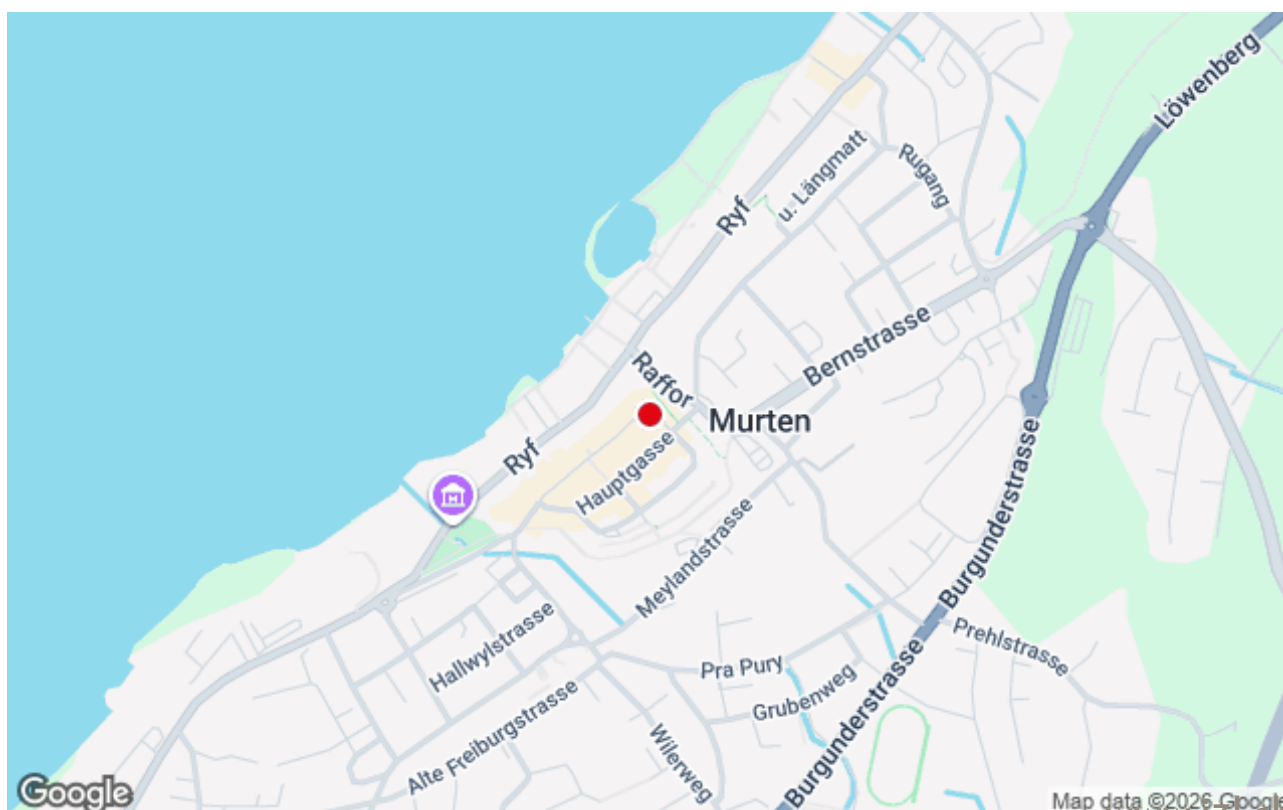 Löwenberg
Rugang
u. Längmatt
Ryf
Bernstrasse
Raffor
Murten
Ryf
Hauptgasse
Burgunderstrasse
Meylandstrasse
Prehlstrasse
Hallwylstrasse
Pra Pury
Grubenweg
Burgunderstrasse
Alte Freiburgstrasse
Wilerweg
Google
Map data ©2026 Google